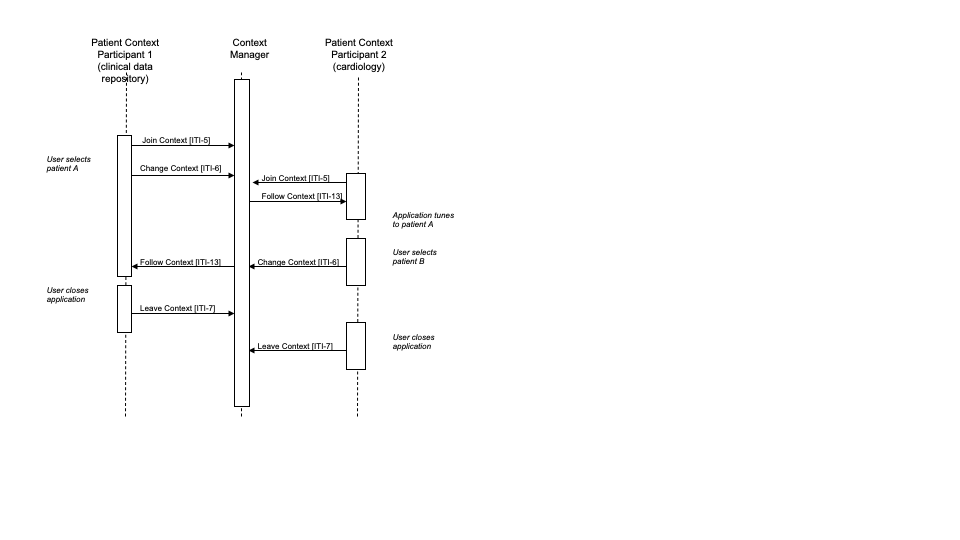 Patient Context
Participant 1
(clinical data
repository)
Context
Manager
Patient Context
Participant 2
(cardiology)
Join Context [ITI-5]
User selects
patient A
Change Context [ITI-6]
Join Context [ITI-5]
Follow Context [ITI-13]
Application tunes
to patient A
User selects
patient B
Follow Context [ITI-13]
Change Context [ITI-6]
User closes
application
Leave Context [ITI-7]
User closes
application
Leave Context [ITI-7]